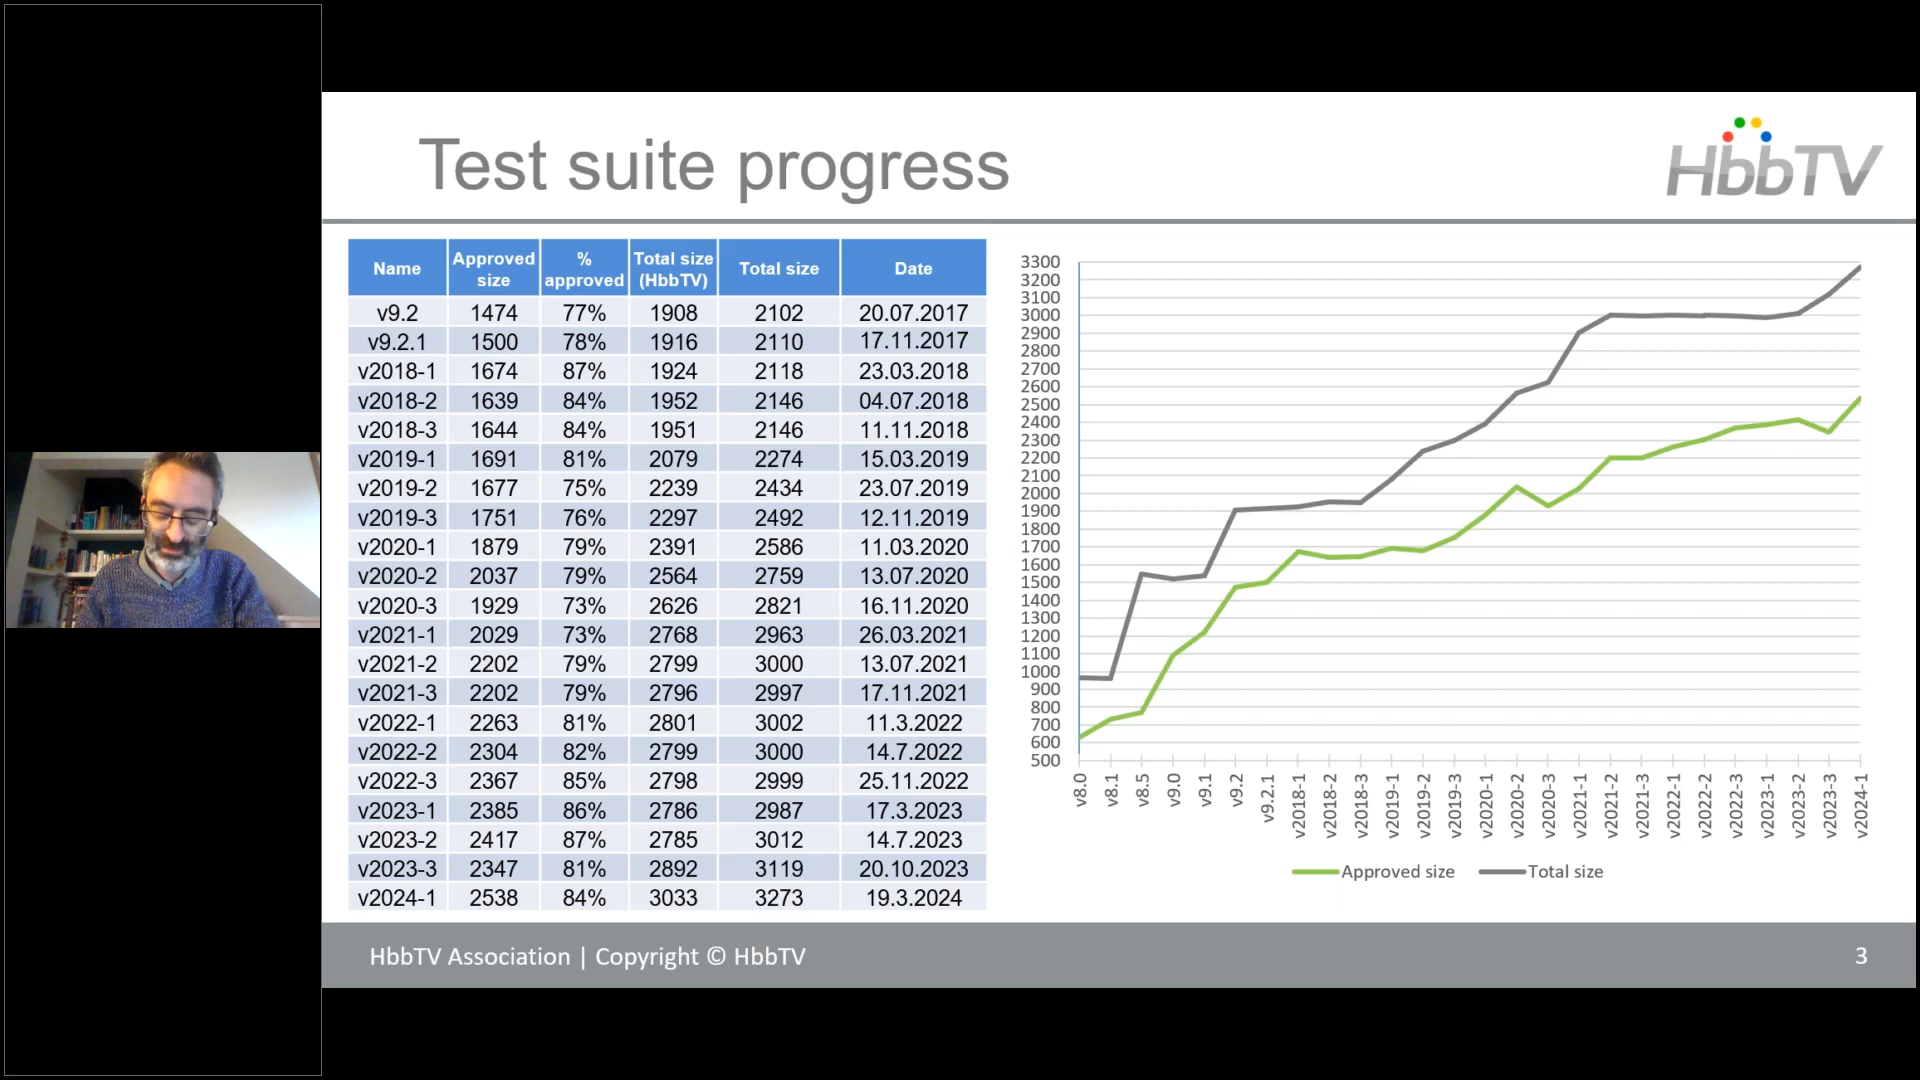 Test suite progress
HbbTV
Name Approved size % approved Total size (HbbTV) Total size Date
v9.2 1474 77% 1908 2102 20.07.2017
v9.2.1 1500 78% 1916 2110 17.11.2017
v2018-1 1674 87% 1924 2118 23.03.2018
v2018-2 1639 84% 1952 2146 04.07.2018
v2018-3 1644 84% 1951 2146 11.11.2018
v2019-1 1691 81% 2079 2274 15.03.2019
v2019-2 1677 75% 2239 2434 23.07.2019
v2019-3 1751 76% 2297 2492 12.11.2019
v2020-1 1879 79% 2391 2586 11.03.2020
v2020-2 2037 79% 2564 2759 13.07.2020
v2020-3 1929 73% 2626 2821 16.11.2020
v2021-1 2029 73% 2768 2963 26.03.2021
v2021-2 2202 79% 2799 3000 13.07.2021
v2021-3 2202 79% 2796 2997 17.11.2021
v2022-1 2263 81% 2801 3002 11.3.2022
v2022-2 2304 82% 2799 3000 14.7.2022
v2022-3 2367 85% 2798 2999 25.11.2022
v2023-1 2385 86% 2786 2987 17.3.2023
v2023-2 2417 87% 2785 3012 14.7.2023
v2023-3 2347 81% 2892 3119 20.10.2023
v2024-1 2538 84% 3033 3273 19.3.2024
3300
3200
3100
3000
2900
2800
2700
2600
2500
2400
2300
2200
2100
2000
1900
1800
1700
1600
1500
1400
1300
1200
1100
1000
900
800
700
600
500
v8.0 v8.1 v8.5 v9.0 v9.1 v9.2 v9.2.1 v2018-1 v2018-2 v2018-3 v2019-1 v2019-2 v2019-3 v2020-1 v2020-2 v2020-3 v2021-1 v2021-2 v2021-3 v2022-1 v2022-2 v2022-3 v2023-1 v2023-2 v2023-3 v2024-1
Approved size Total size
HbbTV Association | Copyright © HbbTV 3